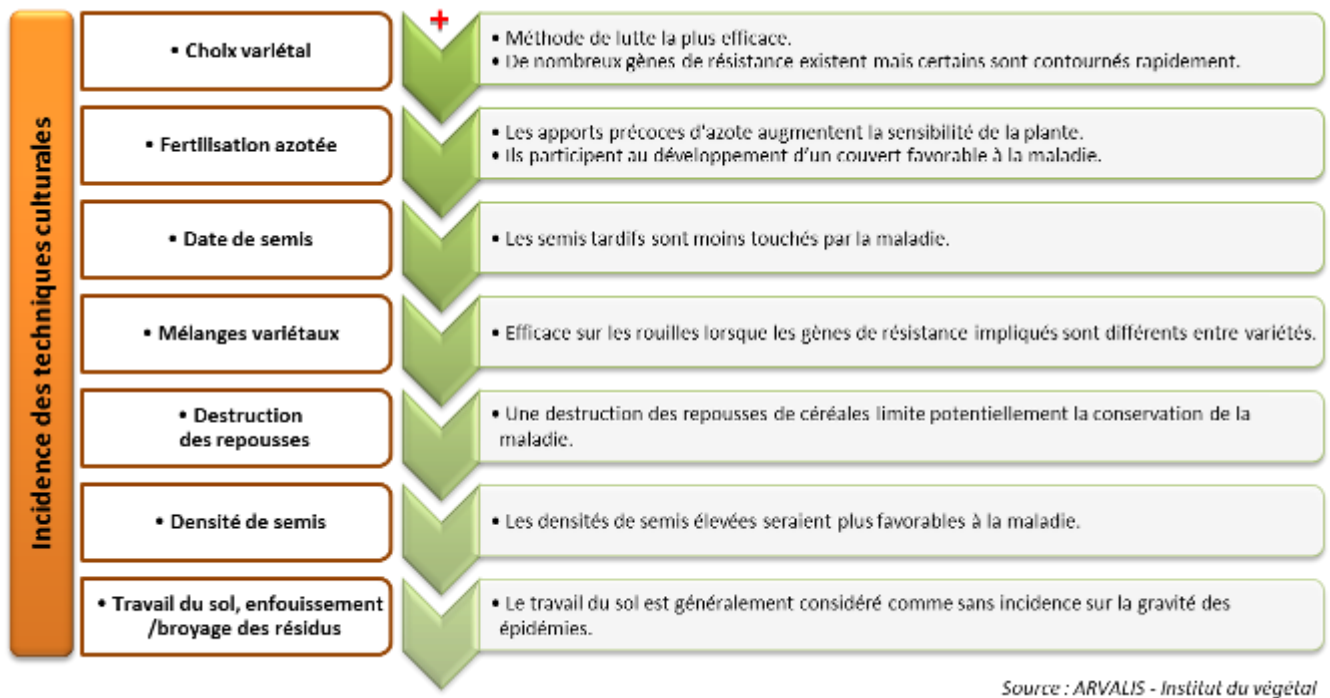 Incidence des techniques culturales
+
• Choix variétal
• Méthode de lutte la plus efficace.
• De nombreux gènes de résistance existent mais certains sont contournés rapidement.
• Fertilisation azotée
• Les apports précoces d'azote augmentent la sensibilité de la plante.
• Ils participent au développement d'un couvert favorable à la maladie.
• Date de semis
• Les semis tardifs sont moins touchés par la maladie.
• Mélanges variétaux
• Efficace sur les rouilles lorsque les gènes de résistance impliqués sont différents entre variétés.
• Destruction
des repousses
• Une destruction des repousses de céréales limite potentiellement la conservation de la
maladie.
• Densité de semis
• Les densités de semis élevées seraient plus favorables à la maladie.
• Travail du sol, enfouissement
/broyage des résidus
• Le travail du sol est généralement considéré comme sans incidence sur la gravité des
épidémies.
Source : ARVALIS - Institut du végétal